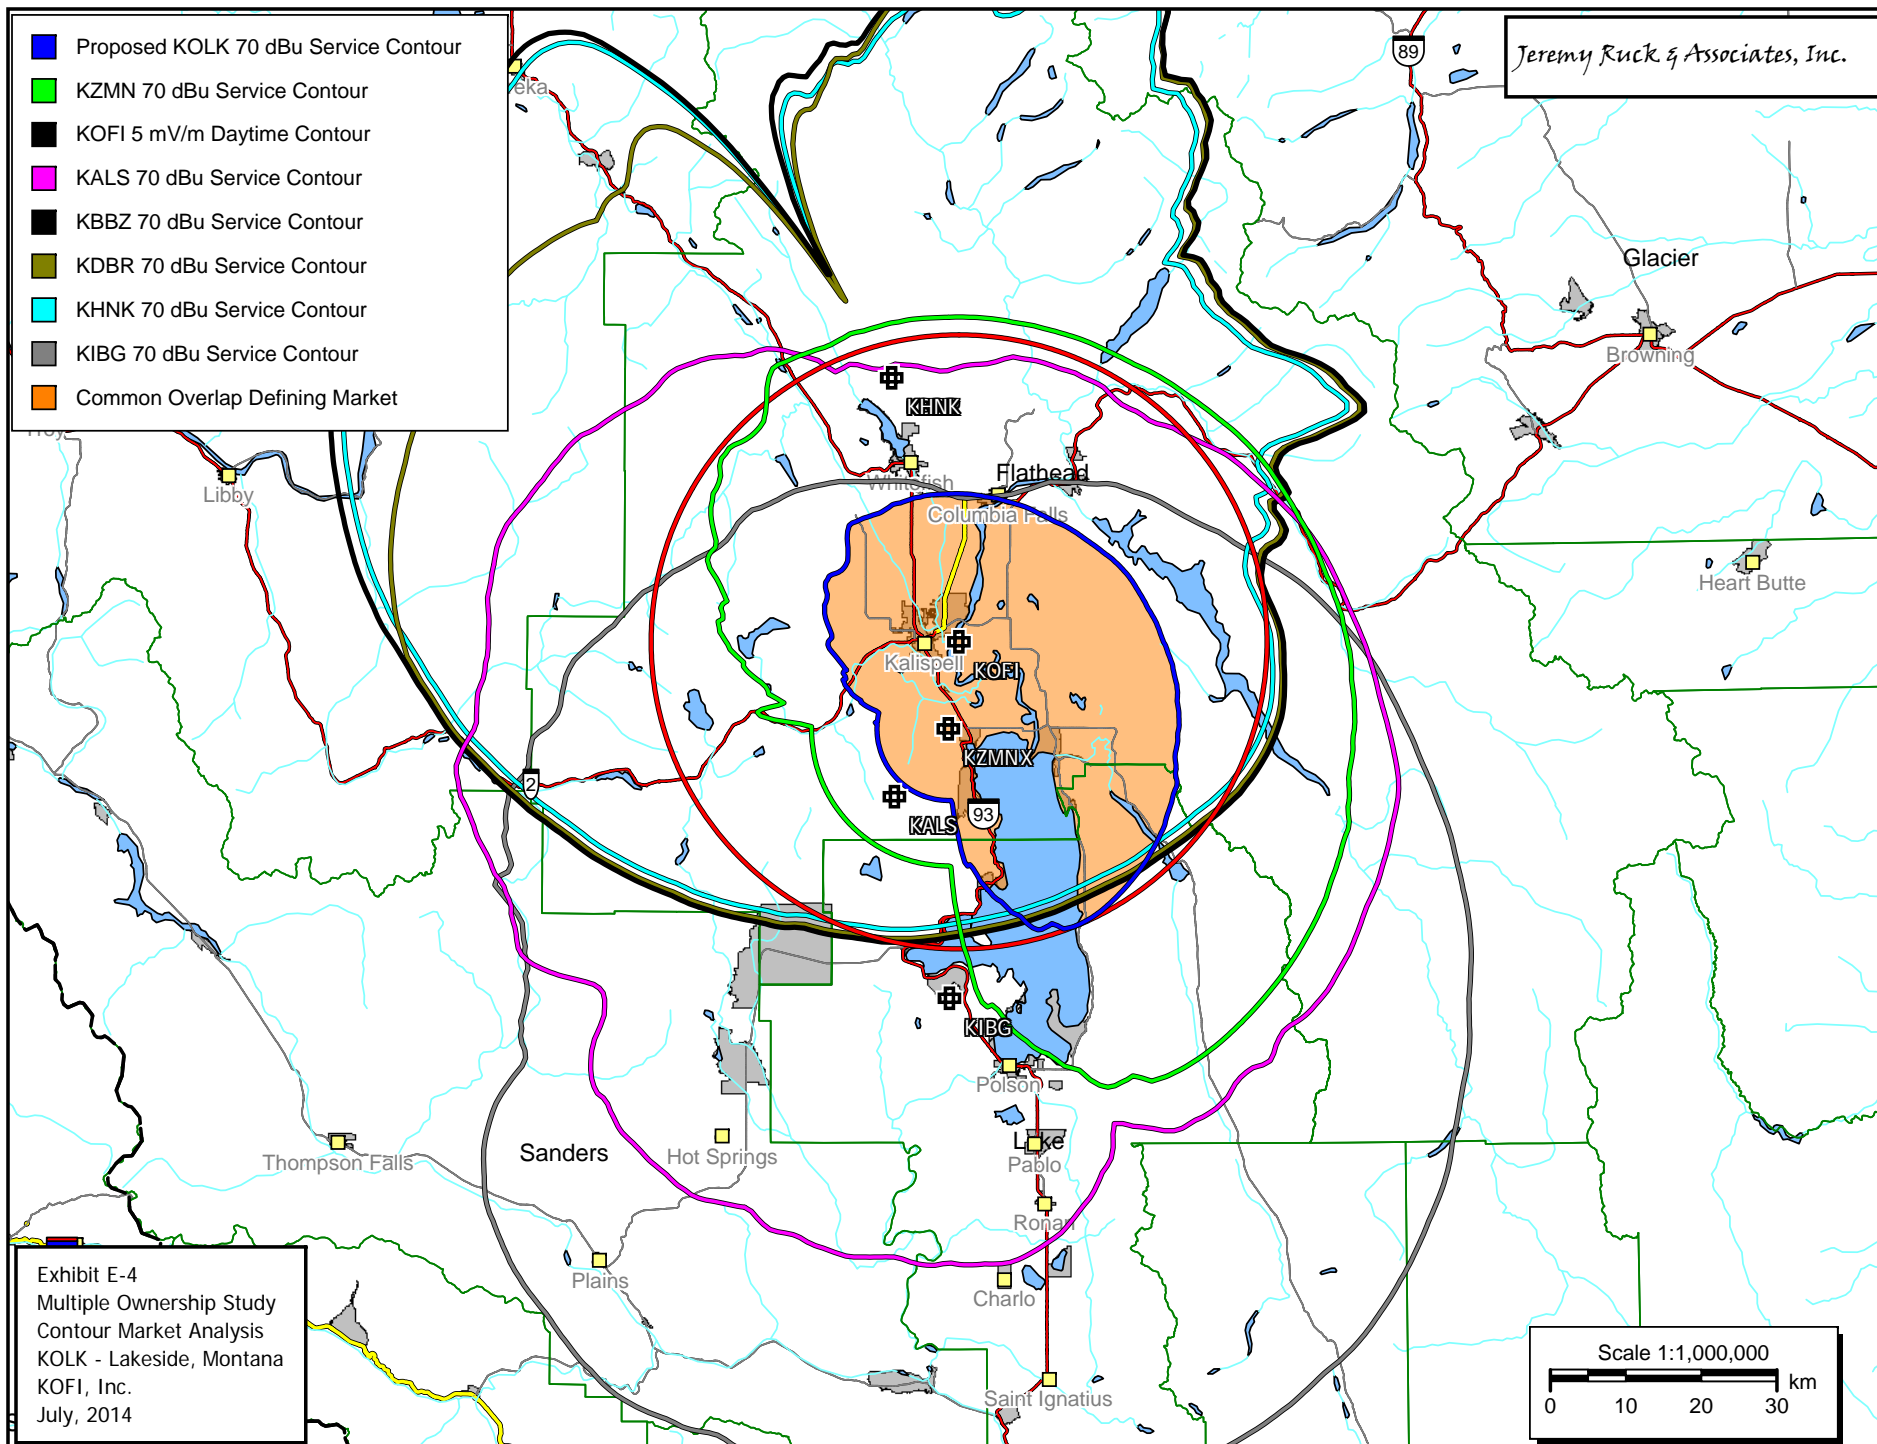 Proposed KOLK 70 dBu Service Contour
KZMN 70 dBu Service Contour
KOFI 5 mV/m Daytime Contour
KALS 70 dBu Service Contour
KBBZ 70 dBu Service Contour
KDBR 70 dBu Service Contour
KHNK 70 dBu Service Contour
KIBG 70 dBu Service Contour
Common Overlap Defining Market
Jeremy Ruck & Associates, Inc.
89
eka
Glacier
Browning
KHNK
Troy
Libby
Whitefish
Flathead
Columbia Falls
Heart Butte
Kalispell
KOFI
KZMNX
2
93
KALS
KIBG
Polson
Sanders
Hot Springs
Lake
Pablo
Thompson Falls
Ronan
Plains
Charlo
Saint Ignatius
Exhibit E-4
Multiple Ownership Study
Contour Market Analysis
KOLK - Lakeside, Montana
KOFI, Inc.
July, 2014
Scale 1:1,000,000
km
0 10 20 30